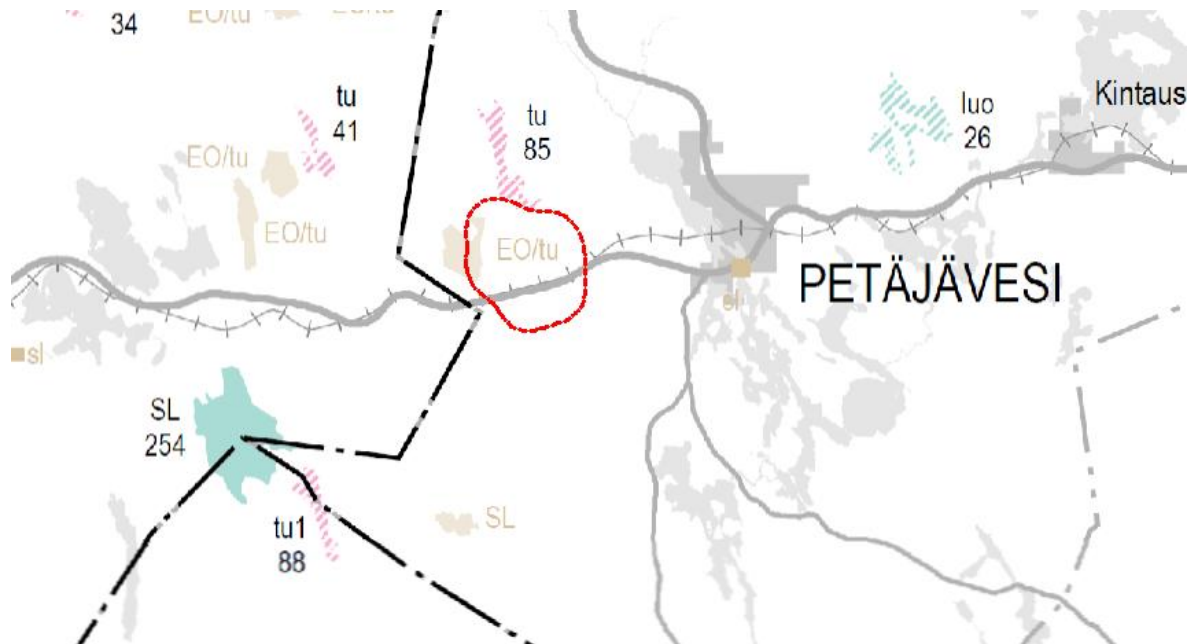 EO/tu
34
tu
41
tu
85
luo
26
Kintaus
EO/tu
EO/tu
EO/tu
PETÄJÄVESI
sl
sl
SL
254
tu1
88
SL